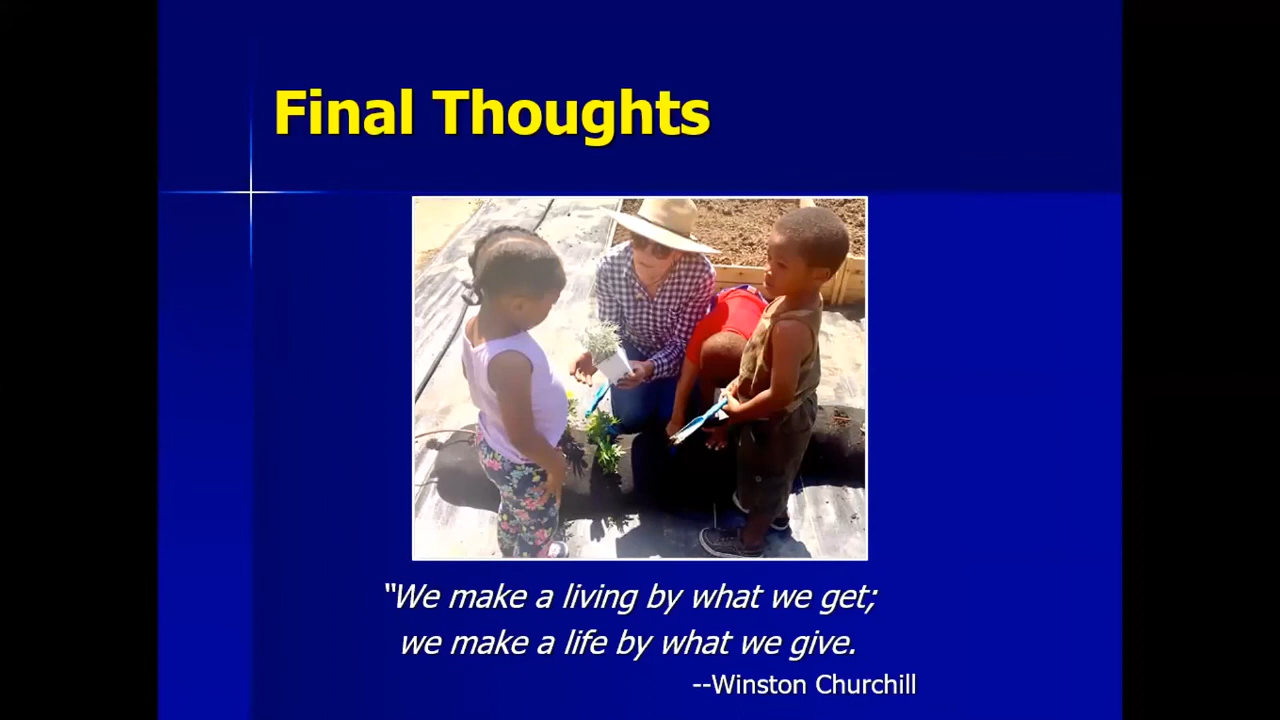 Final Thoughts
“We make a living by what we get;
we make a life by what we give.
--Winston Churchill